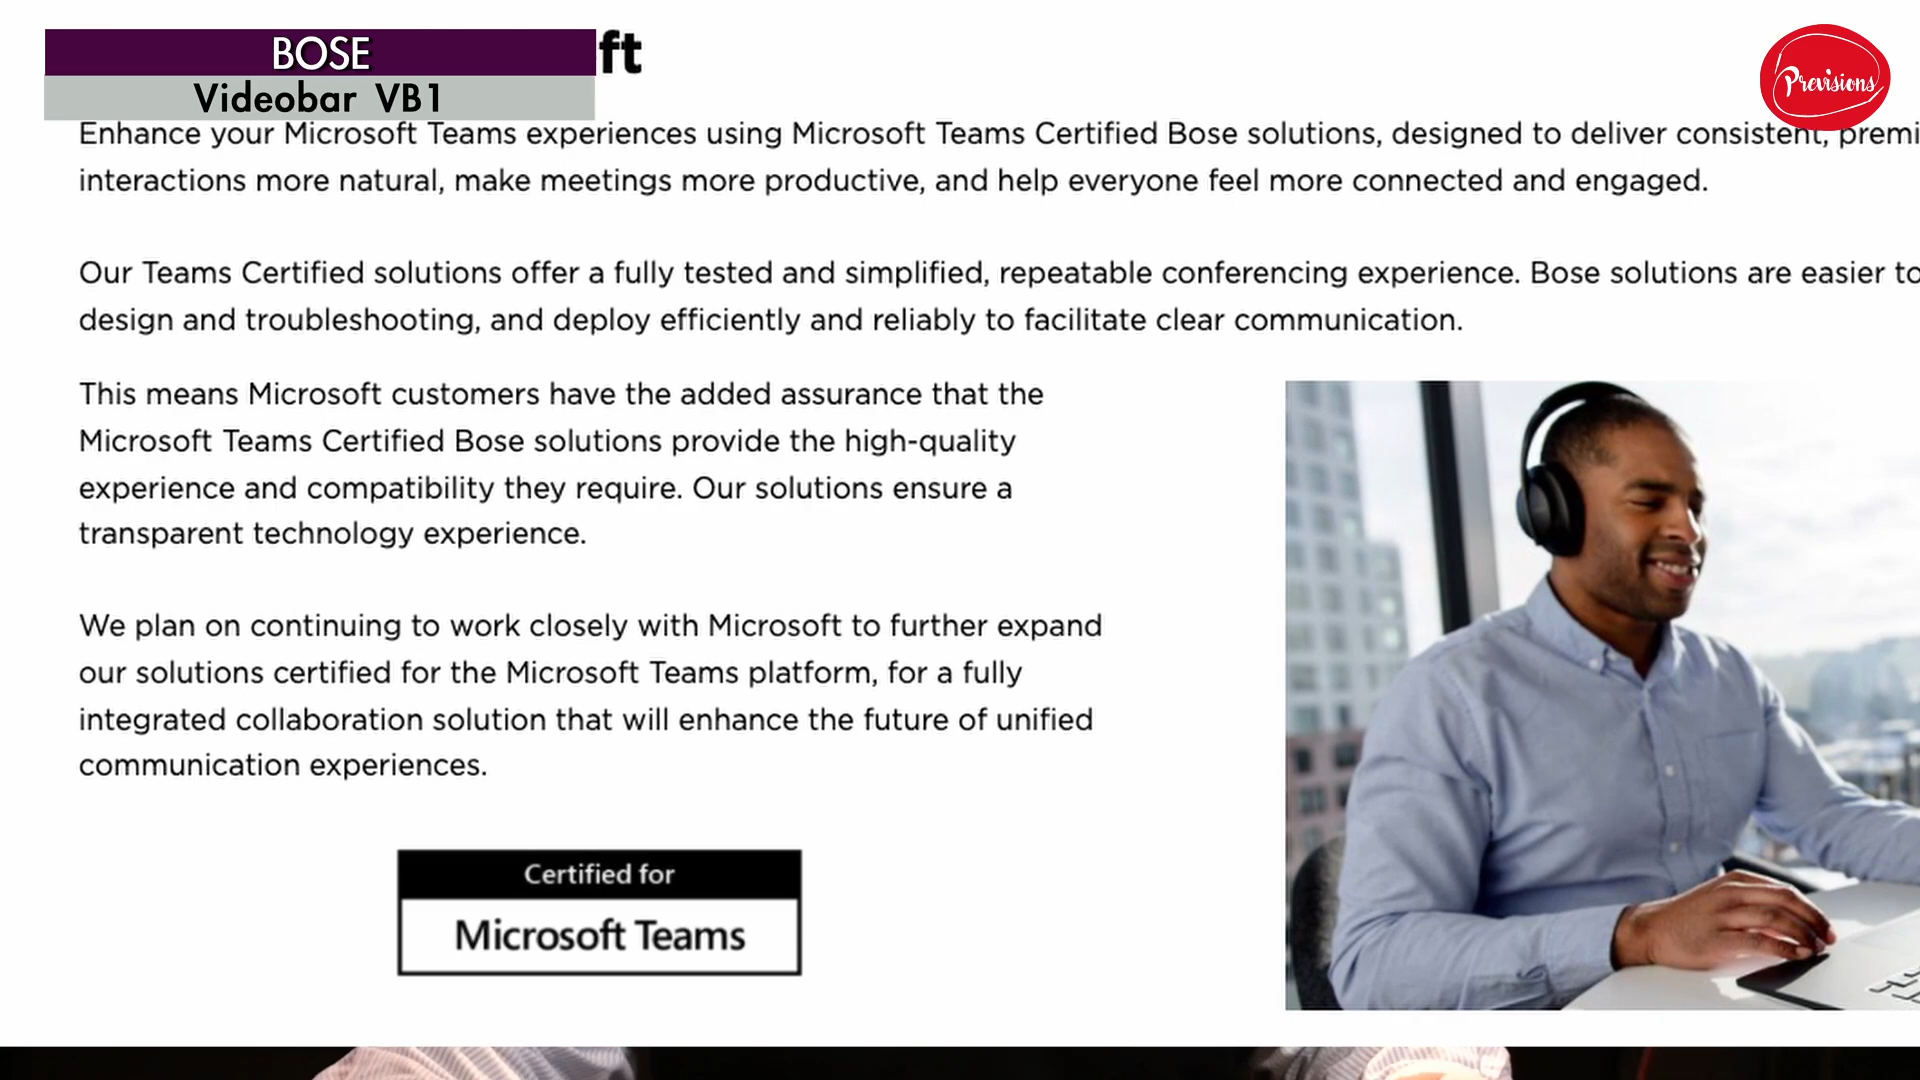 BOSE
ft
Videobar VB1
Previsions
Enhance your Microsoft Teams experiences using Microsoft Teams Certified Bose solutions, designed to deliver consistent, premi
interactions more natural, make meetings more productive, and help everyone feel more connected and engaged.
Our Teams Certified solutions offer a fully tested and simplified, repeatable conferencing experience. Bose solutions are easier to
design and troubleshooting, and deploy efficiently and reliably to facilitate clear communication.
This means Microsoft customers have the added assurance that the
Microsoft Teams Certified Bose solutions provide the high-quality
experience and compatibility they require. Our solutions ensure a
transparent technology experience.
We plan on continuing to work closely with Microsoft to further expand
our solutions certified for the Microsoft Teams platform, for a fully
integrated collaboration solution that will enhance the future of unified
communication experiences.
Certified for
Microsoft Teams